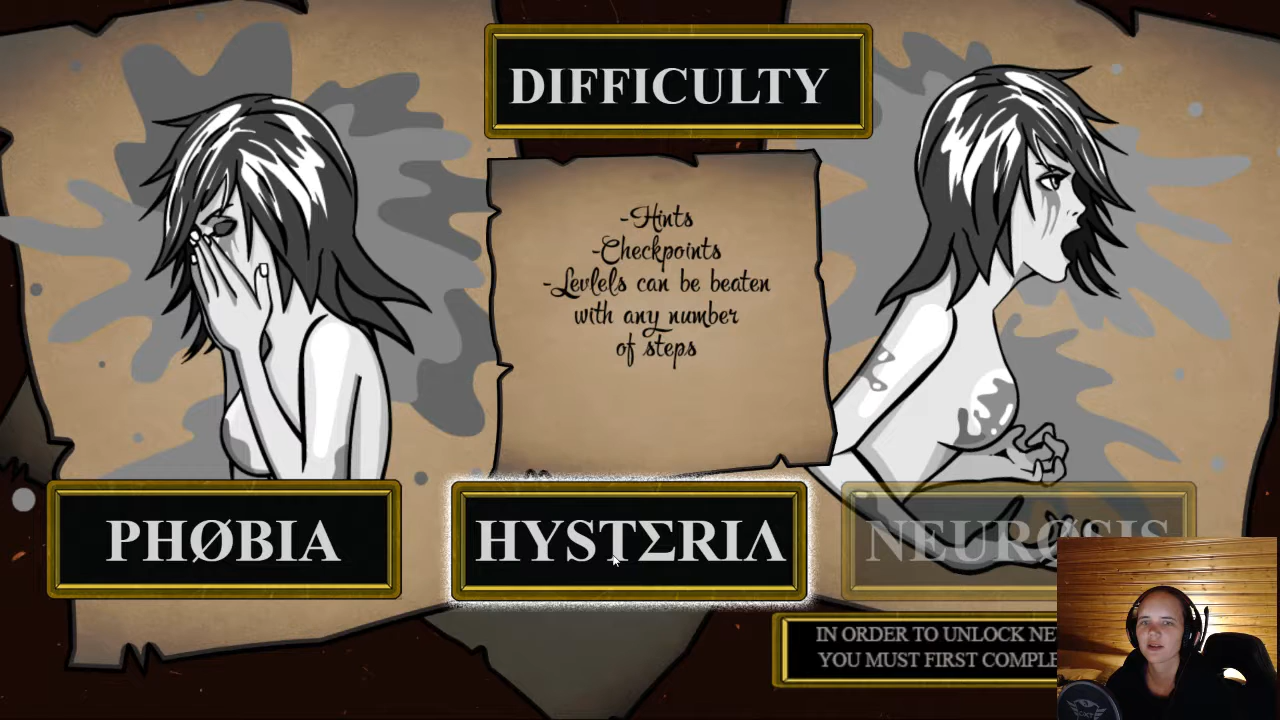 DIFFICULTY
-Hints
-Checkpoints
-Levlels can be beaten
with any number
of steps
PHØBIA
HYSTΣRIΛ
NEURØSIS
IN ORDER TO UNLOCK
YOU MUST FIRST